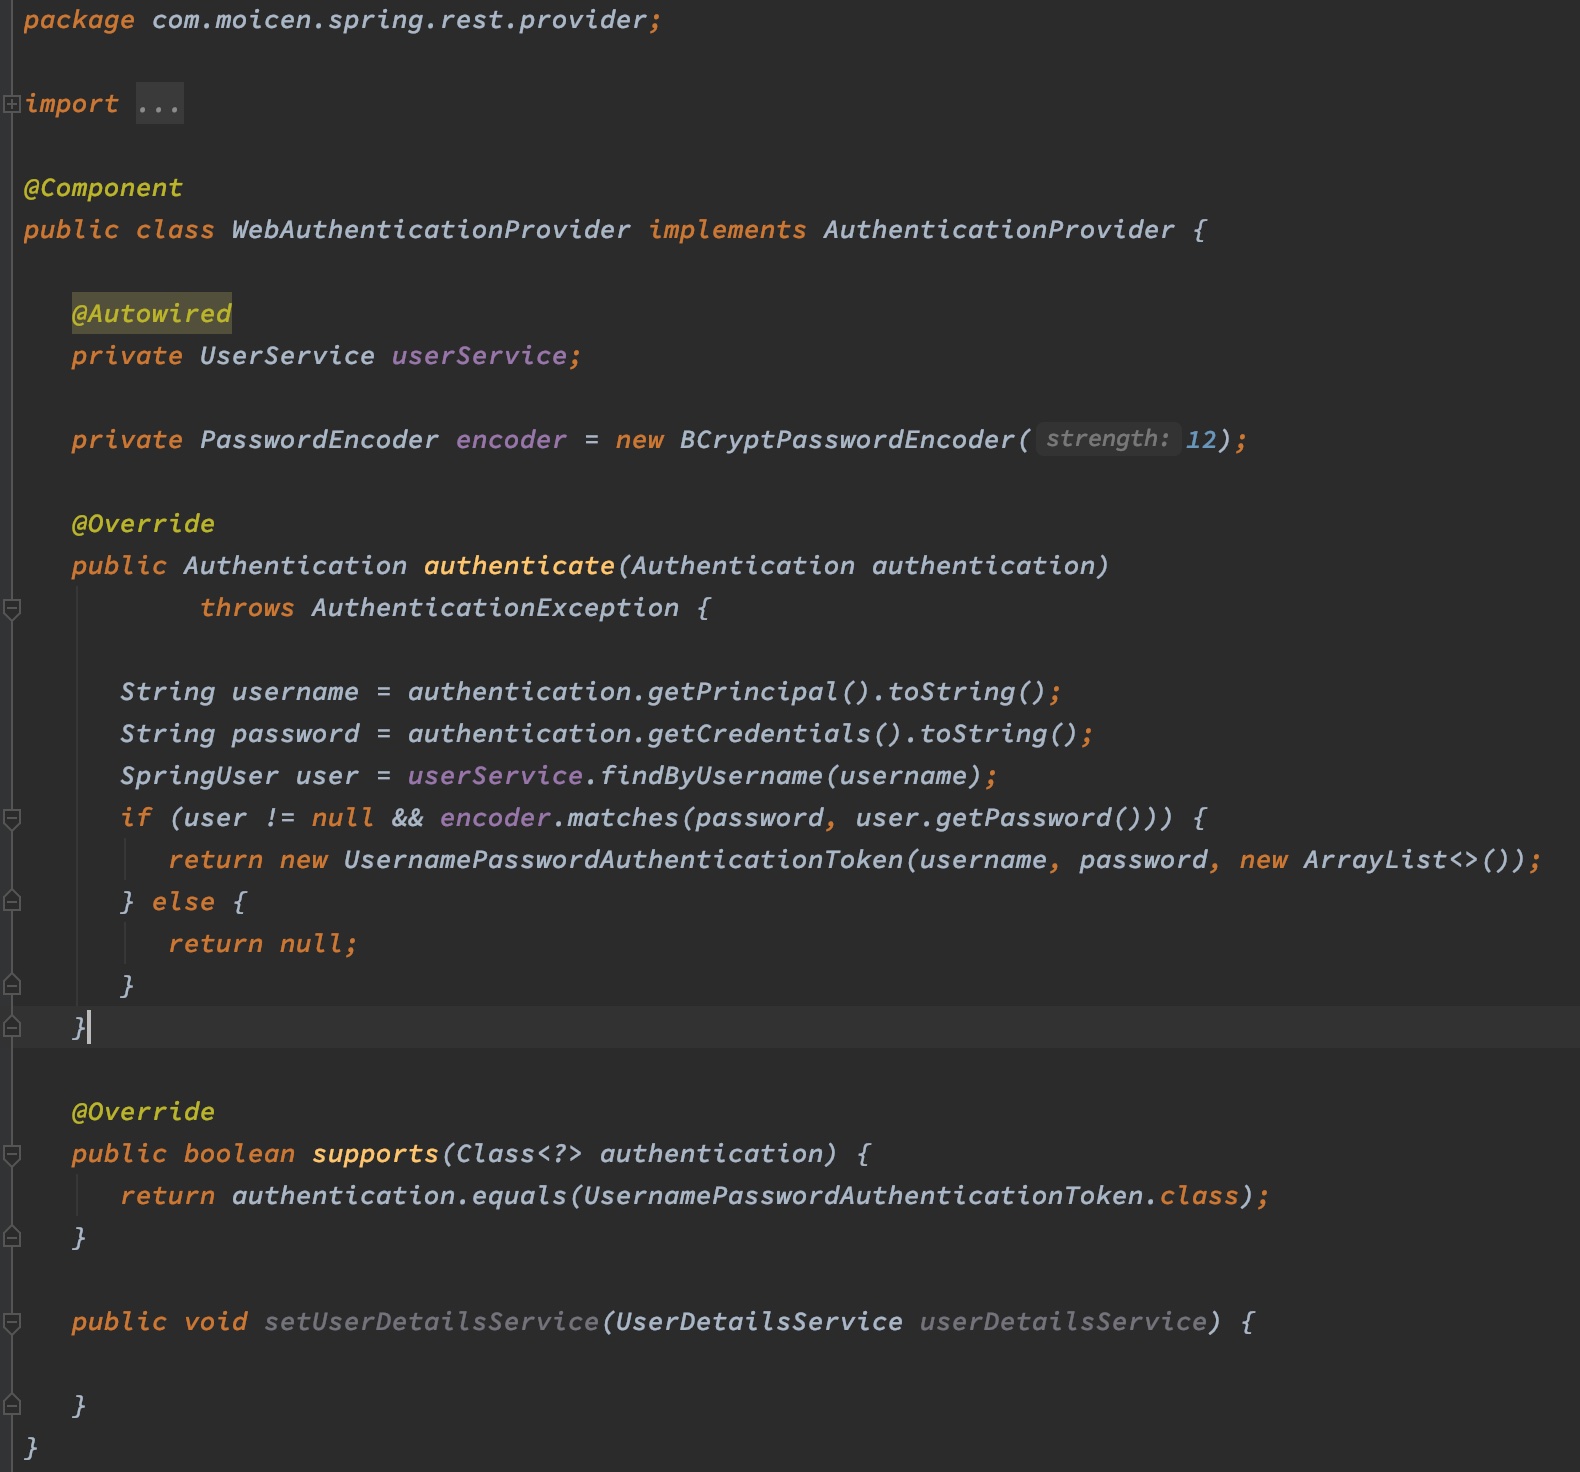 package com.moicen.spring.rest.provider;
import ...
@Component
public class WebAuthenticationProvider implements AuthenticationProvider {
@Autowired
private UserService userService;
private PasswordEncoder encoder = new BCryptPasswordEncoder( strength: 12);
@Override
public Authentication authenticate(Authentication authentication)
throws AuthenticationException {
String username = authentication.getPrincipal().toString();
String password = authentication.getCredentials().toString();
SpringUser user = userService.findByUsername(username);
if (user != null && encoder.matches(password, user.getPassword())) {
return new UsernamePasswordAuthenticationToken(username, password, new ArrayList<>());
} else {
return null;
}
}
@Override
public boolean supports(Class<?> authentication) {
return authentication.equals(UsernamePasswordAuthenticationToken.class);
}
public void setUserDetailsService(UserDetailsService userDetailsService) {
}
}